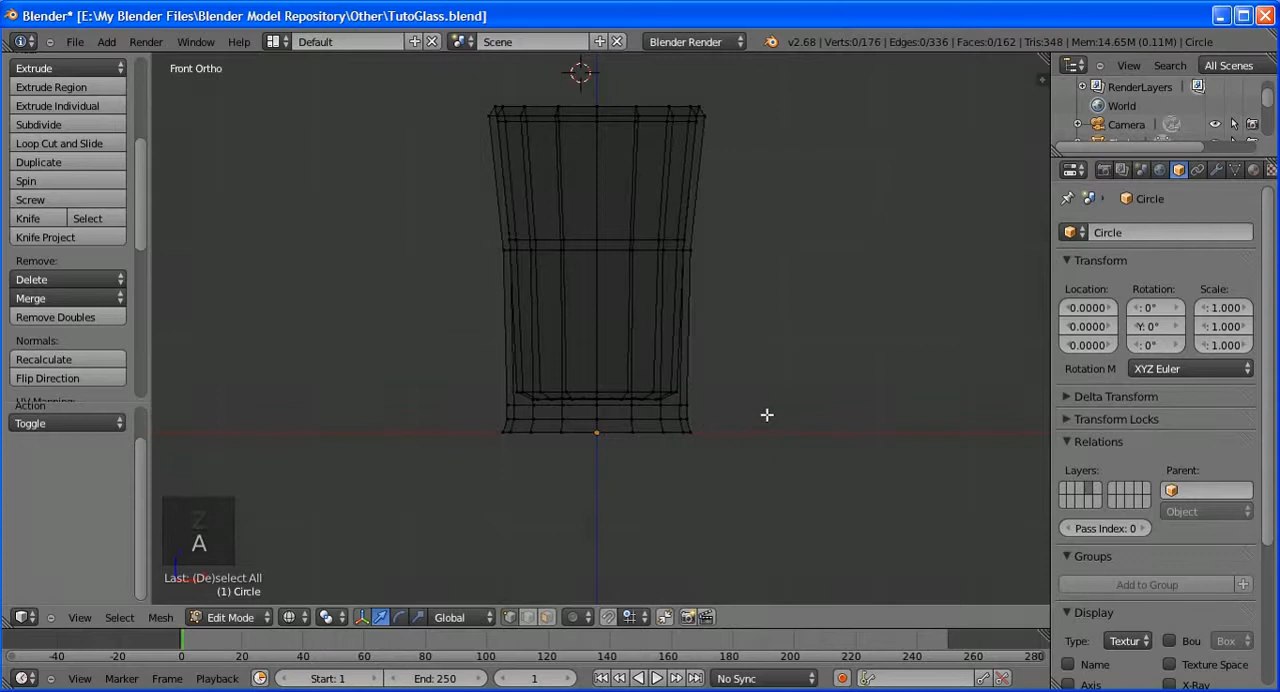 Blender* [E:\My Blender Files\Blender Model Repository\Other\TutoGlass.blend]
File Add Render Window Help Default Scene Blender Render v2.68 | Verts:0/176 | Edges:0/336 | Faces:0/162 | Tris:348 | Mem:14.65M (0.11M) | Circle
Extrude
Extrude Region
Extrude Individual
Subdivide
Loop Cut and Slide
Duplicate
Spin
Screw
Knife Select
Knife Project
Remove:
Delete
Merge
Remove Doubles
Normals:
Recalculate
Flip Direction
Action
Toggle
Front Ortho
Z
A
Last: (De)select All
(1) Circle
View Search All Scenes
RenderLayers
World
Camera
Circle
Circle
Transform
Location: Rotation: Scale:
0.0000 : 0° : 1.000
0.0000 Y: 0° : 1.000
0.0000 : 0° : 1.000
Rotation M XYZ Euler
Delta Transform
Transform Locks
Relations
Layers: Parent:
Object
Pass Index: 0
Groups
Add to Group
Display
Type: Textur Bou Box
Name Texture Space
Axis X-Ray
View Select Mesh Edit Mode Global
-40 -20 0 20 40 60 80 100 120 140 160 180 200 220 240 260 280
View Marker Frame Playback Start: 1 End: 250 1 No Sync